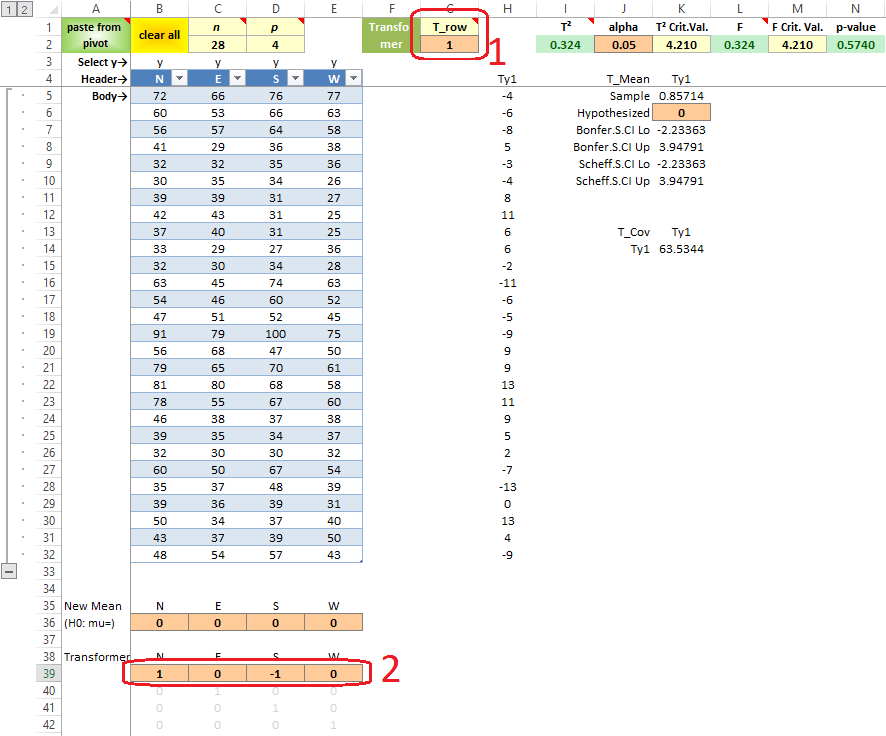 1 2 A B C D E F G H I J K L M N
1 paste from pivot clear all n p Transfo T_row T² alpha T² Crit.Val. F F Crit. Val. p-value
2 28 4 mer 1 0.324 0.05 4.210 0.324 4.210 0.5740
1
3 Select y→ y y y y
4 Header→ N E S W Ty1 T_Mean Ty1
5 Body→ 72 66 76 77 -4 Sample 0.85714
6 60 53 66 63 -6 Hypothesized 0
7 56 57 64 58 -8 Bonfer.S.CI Lo -2.23363
8 41 29 36 38 5 Bonfer.S.CI Up 3.94791
9 32 32 35 36 -3 Scheff.S.CI Lo -2.23363
10 30 35 34 26 -4 Scheff.S.CI Up 3.94791
11 39 39 31 27 8
12 42 43 31 25 11
13 37 40 31 25 6 T_Cov Ty1
14 33 29 27 36 6 Ty1 63.5344
15 32 30 34 28 -2
16 63 45 74 63 -11
17 54 46 60 52 -6
18 47 51 52 45 -5
19 91 79 100 75 -9
20 56 68 47 50 9
21 79 65 70 61 9
22 81 80 68 58 13
23 78 55 67 60 11
24 46 38 37 38 9
25 39 35 34 37 5
26 32 30 30 32 2
27 60 50 67 54 -7
28 35 37 48 39 -13
29 39 36 39 31 0
30 50 34 37 40 13
31 43 37 39 50 4
32 48 54 57 43 -9
33
34
35 New Mean N E S W
36 (H0: mu=) 0 0 0 0
37
38 Transformer N E S W
39 1 0 -1 0 2
40 0 1 0 0
41 0 0 1 0
42 0 0 0 1